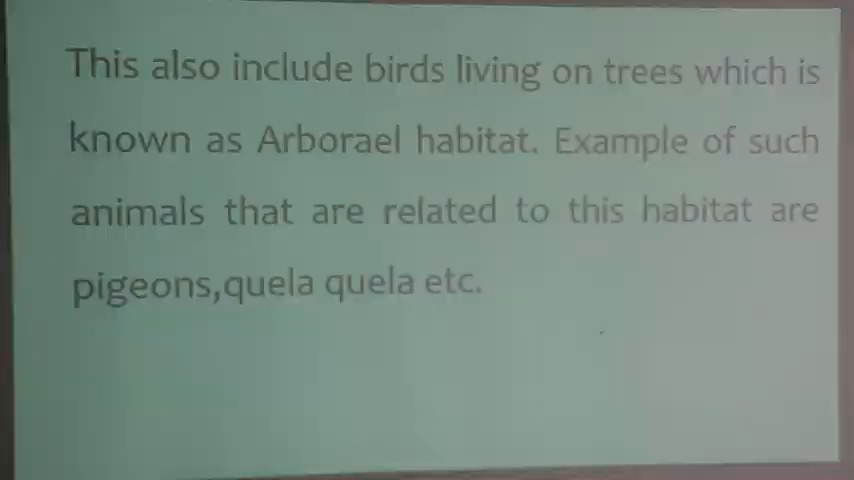 This also include birds living on trees which is
known as Arborael habitat. Example of such
animals that are related to this habitat are
pigeons,quela quela etc.